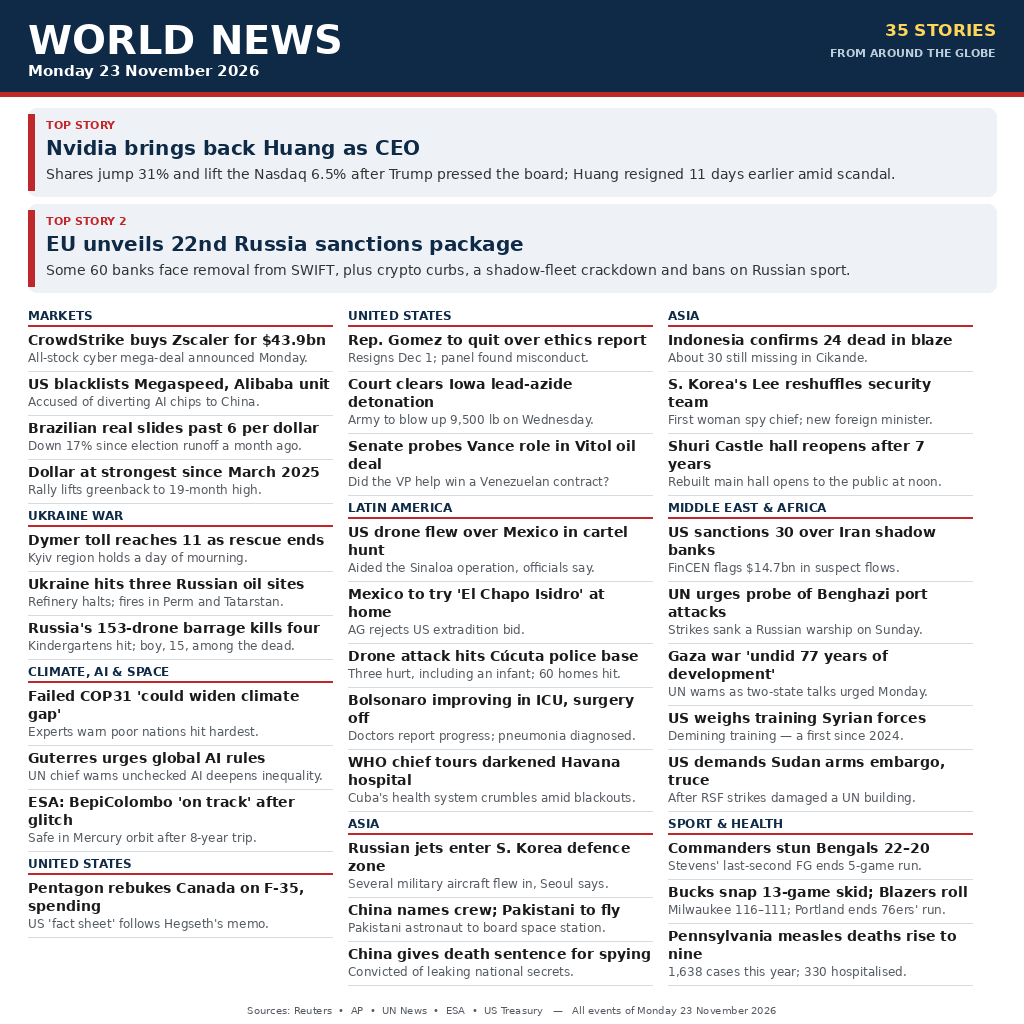 WORLD NEWS
Monday 23 November 2026
35 STORIES
FROM AROUND THE GLOBE
TOP STORY
Nvidia brings back Huang as CEO
Shares jump 31% and lift the Nasdaq 6.5% after Trump pressed the board; Huang resigned 11 days earlier amid scandal.
TOP STORY 2
EU unveils 22nd Russia sanctions package
Some 60 banks face removal from SWIFT, plus crypto curbs, a shadow-fleet crackdown and bans on Russian sport.
MARKETS
CrowdStrike buys Zscaler for $43.9bn
All-stock cyber mega-deal announced Monday.
US blacklists Megaspeed, Alibaba unit
Accused of diverting AI chips to China.
Brazilian real slides past 6 per dollar
Down 17% since election runoff a month ago.
Dollar at strongest since March 2025
Rally lifts greenback to 19-month high.
UKRAINE WAR
Dymer toll reaches 11 as rescue ends
Kyiv region holds a day of mourning.
Ukraine hits three Russian oil sites
Refinery halts; fires in Perm and Tatarstan.
Russia's 153-drone barrage kills four
Kindergartens hit; boy, 15, among the dead.
CLIMATE, AI & SPACE
Failed COP31 'could widen climate
gap'
Experts warn poor nations hit hardest.
Guterres urges global AI rules
UN chief warns unchecked AI deepens inequality.
ESA: BepiColombo 'on track' after
glitch
Safe in Mercury orbit after 8-year trip.
UNITED STATES
Pentagon rebukes Canada on F-35,
spending
US 'fact sheet' follows Hegseth's memo.
UNITED STATES
Rep. Gomez to quit over ethics report
Resigns Dec 1; panel found misconduct.
Court clears Iowa lead-azide
detonation
Army to blow up 9,500 lb on Wednesday.
Senate probes Vance role in Vitol oil
deal
Did the VP help win a Venezuelan contract?
LATIN AMERICA
US drone flew over Mexico in cartel
hunt
Aided the Sinaloa operation, officials say.
Mexico to try 'El Chapo Isidro' at
home
AG rejects US extradition bid.
Drone attack hits Cúcuta police base
Three hurt, including an infant; 60 homes hit.
Bolsonaro improving in ICU, surgery
off
Doctors report progress; pneumonia diagnosed.
WHO chief tours darkened Havana
hospital
Cuba's health system crumbles amid blackouts.
ASIA
Russian jets enter S. Korea defence
zone
Several military aircraft flew in, Seoul says.
China names crew; Pakistani to fly
Pakistani astronaut to board space station.
China gives death sentence for spying
Convicted of leaking national secrets.
ASIA
Indonesia confirms 24 dead in blaze
About 30 still missing in Cikande.
S. Korea's Lee reshuffles security
team
First woman spy chief; new foreign minister.
Shuri Castle hall reopens after 7
years
Rebuilt main hall opens to the public at noon.
MIDDLE EAST & AFRICA
US sanctions 30 over Iran shadow
banks
FinCEN flags $14.7bn in suspect flows.
UN urges probe of Benghazi port
attacks
Strikes sank a Russian warship on Sunday.
Gaza war 'undid 77 years of
development'
UN warns as two-state talks urged Monday.
US weighs training Syrian forces
Demining training — a first since 2024.
US demands Sudan arms embargo,
truce
After RSF strikes damaged a UN building.
SPORT & HEALTH
Commanders stun Bengals 22–20
Stevens' last-second FG ends 5-game run.
Bucks snap 13-game skid; Blazers roll
Milwaukee 116–111; Portland ends 76ers' run.
Pennsylvania measles deaths rise to
nine
1,638 cases this year; 330 hospitalised.
Sources: Reuters • AP • UN News • ESA • US Treasury — All events of Monday 23 November 2026